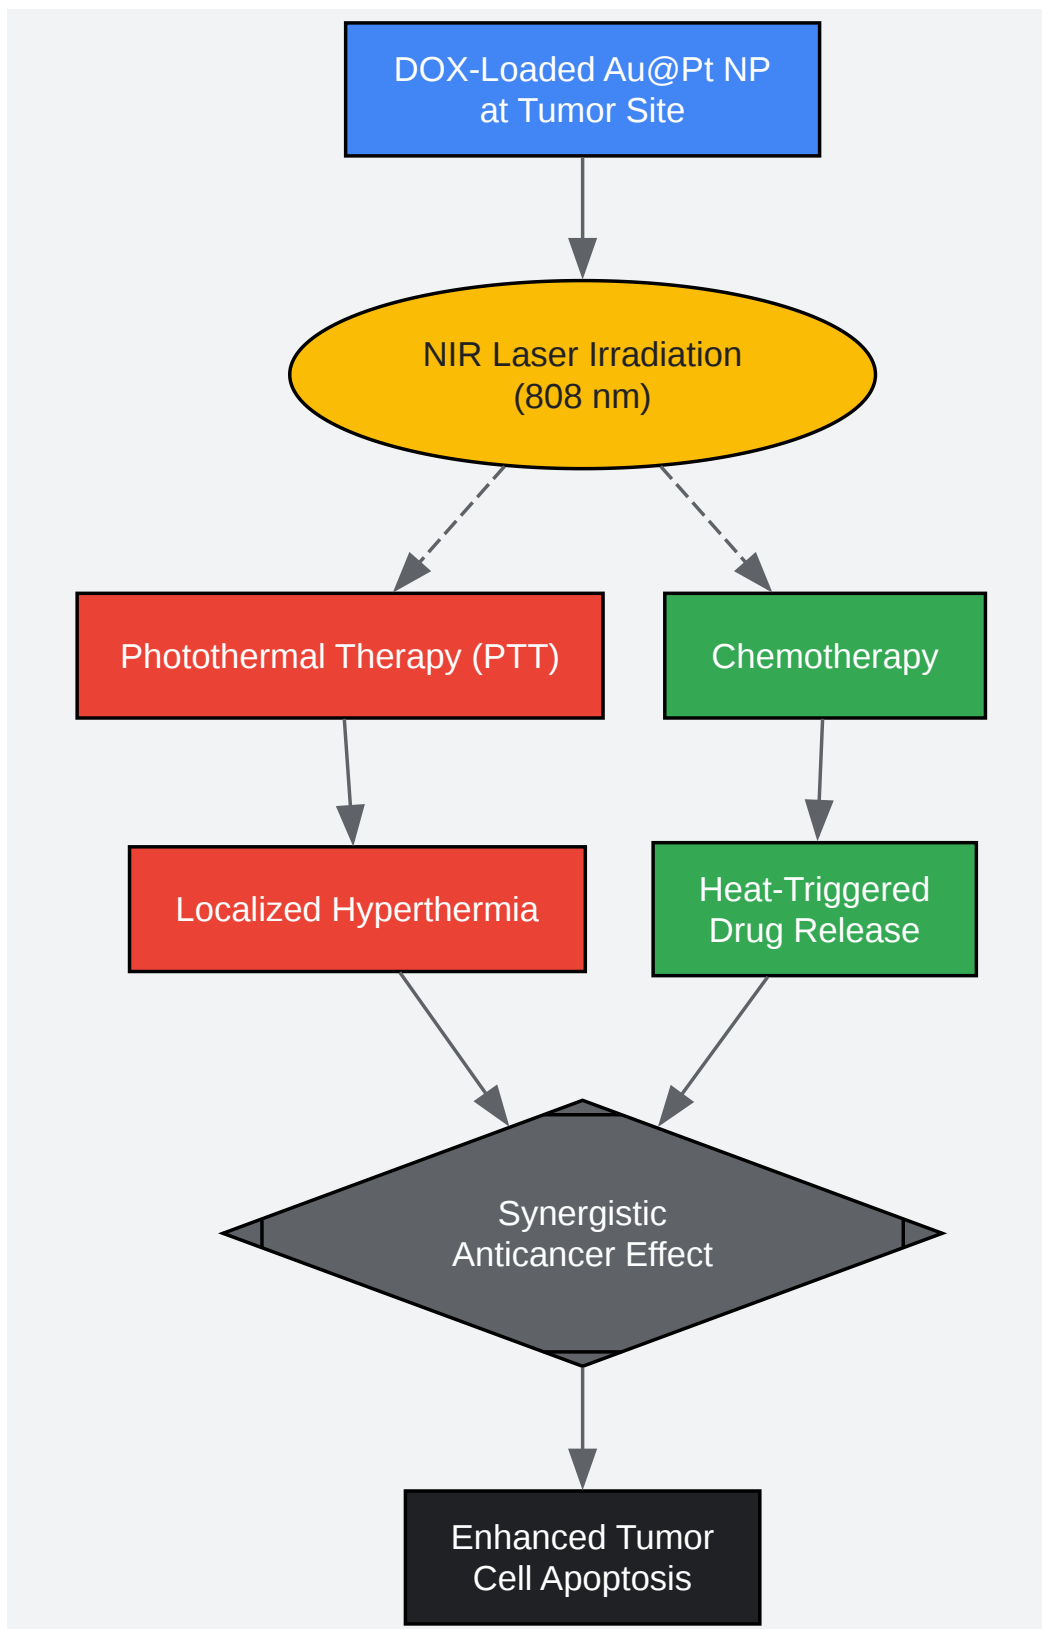 DOX-Loaded Au@Pt NP
at Tumor Site
NIR Laser Irradiation
(808 nm)
Photothermal Therapy (PTT)
Chemotherapy
Localized Hyperthermia
Heat-Triggered
Drug Release
Synergistic
Anticancer Effect
Enhanced Tumor
Cell Apoptosis